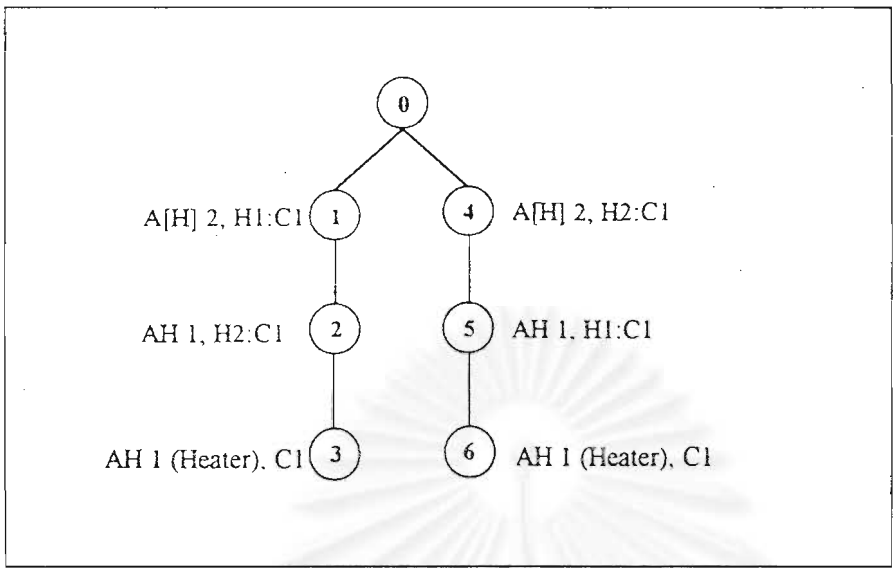 0
A[H] 2, H1:C1 1 4 A[H] 2, H2:C1
AH 1, H2:C1 2 5 AH 1, H1:C1
AH 1 (Heater), C1 3 6 AH 1 (Heater), C1